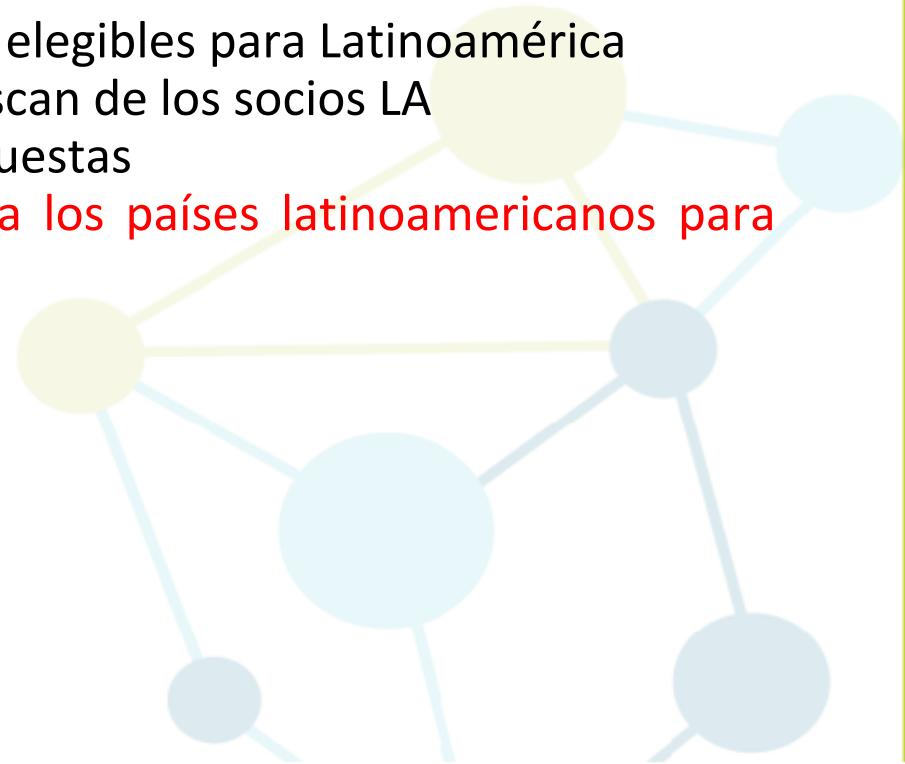 elegibles para Latinoamérica
scan de los socios LA
uestas
a los países latinoamericanos para